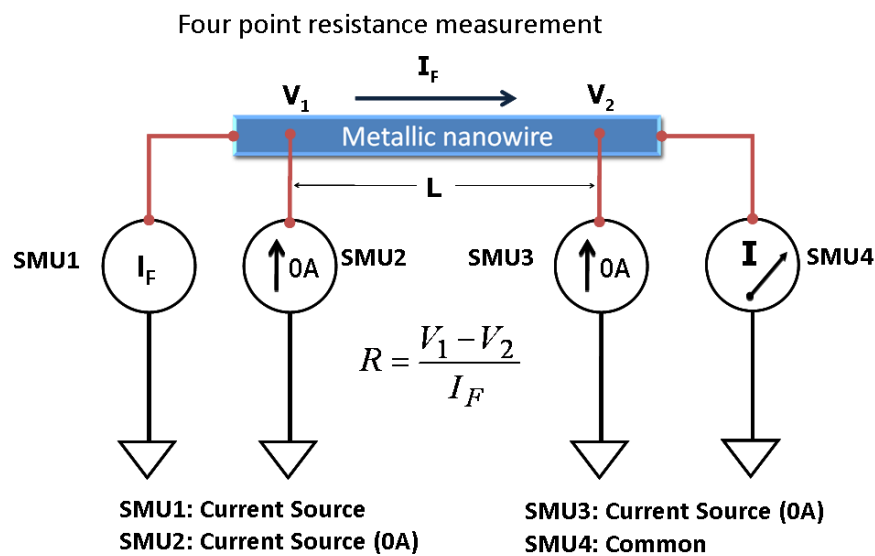 Four point resistance measurement
I_F
V_1
V_2
Metallic nanowire
L
SMU1
I_F
0A
SMU2
SMU3
0A
I
SMU4
R = \frac{V_1 - V_2}{I_F}
SMU1: Current Source
SMU2: Current Source (0A)
SMU3: Current Source (0A)
SMU4: Common